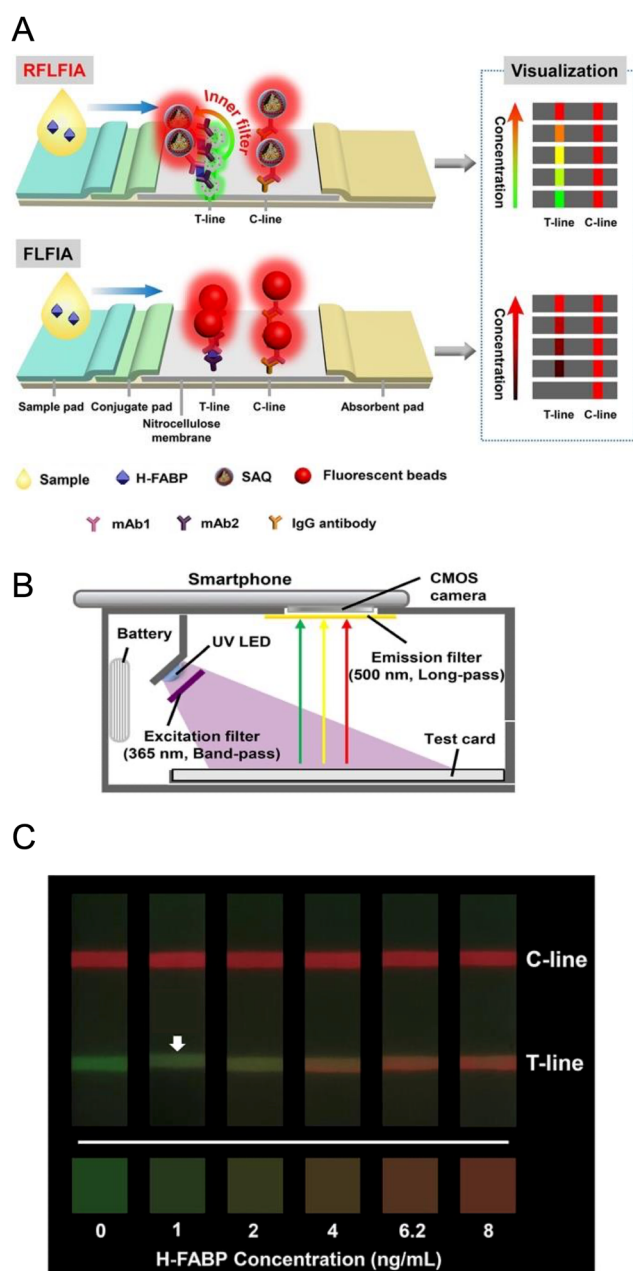 A
RFLFIA
Inner filter
T-line
C-line
Visualization
Concentration
T-line
C-line
FLFIA
Sample pad
Conjugate pad
Nitrocellulose
membrane
T-line
C-line
Absorbent pad
Concentration
T-line
C-line
Sample
H-FABP
SAQ
Fluorescent beads
mAb1
mAb2
IgG antibody
B
Smartphone
CMOS
camera
Battery
UV LED
Emission filter
(500 nm, Long-pass)
Excitation filter
(365 nm, Band-pass)
Test card
C
C-line
T-line
0 1 2 4 6.2 8
H-FABP Concentration (ng/mL)